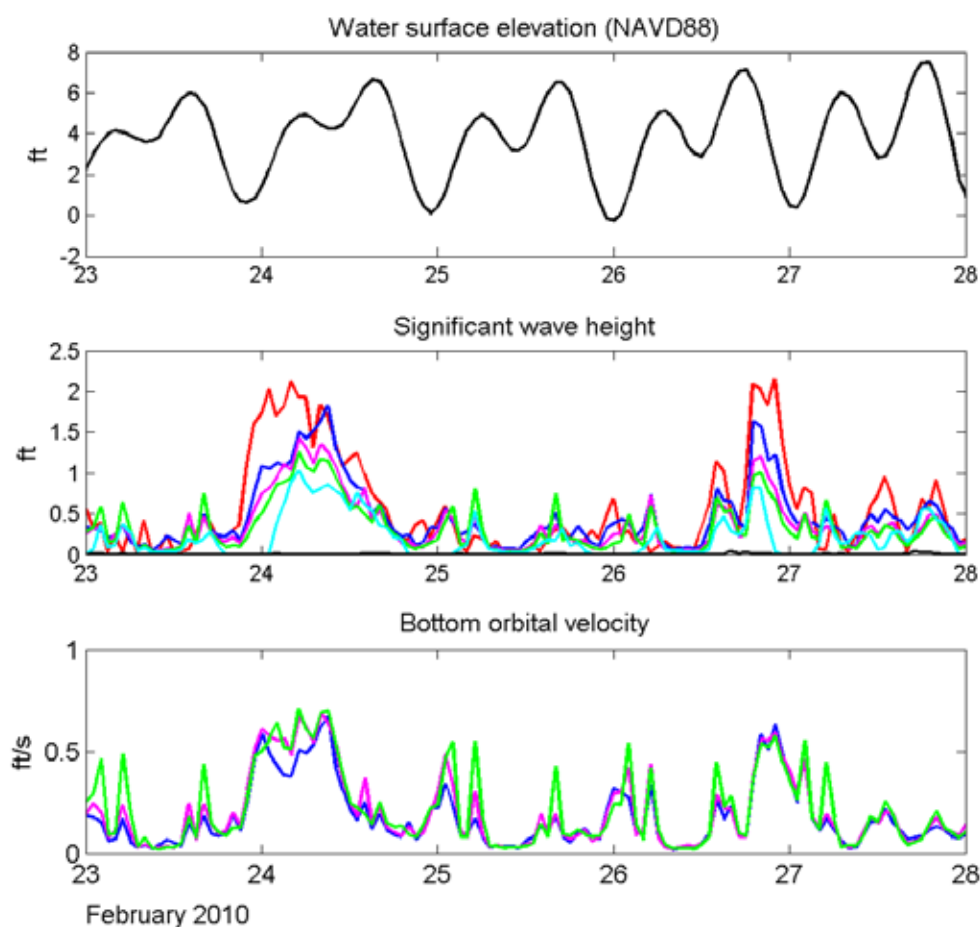 Water surface elevation (NAVD88)
8
6
4
2
0
-2
ft
23 24 25 26 27 28
Significant wave height
2.5
2
1.5
1
0.5
0
ft
23 24 25 26 27 28
Bottom orbital velocity
1
0.5
0
ft/s
23 24 25 26 27 28
February 2010